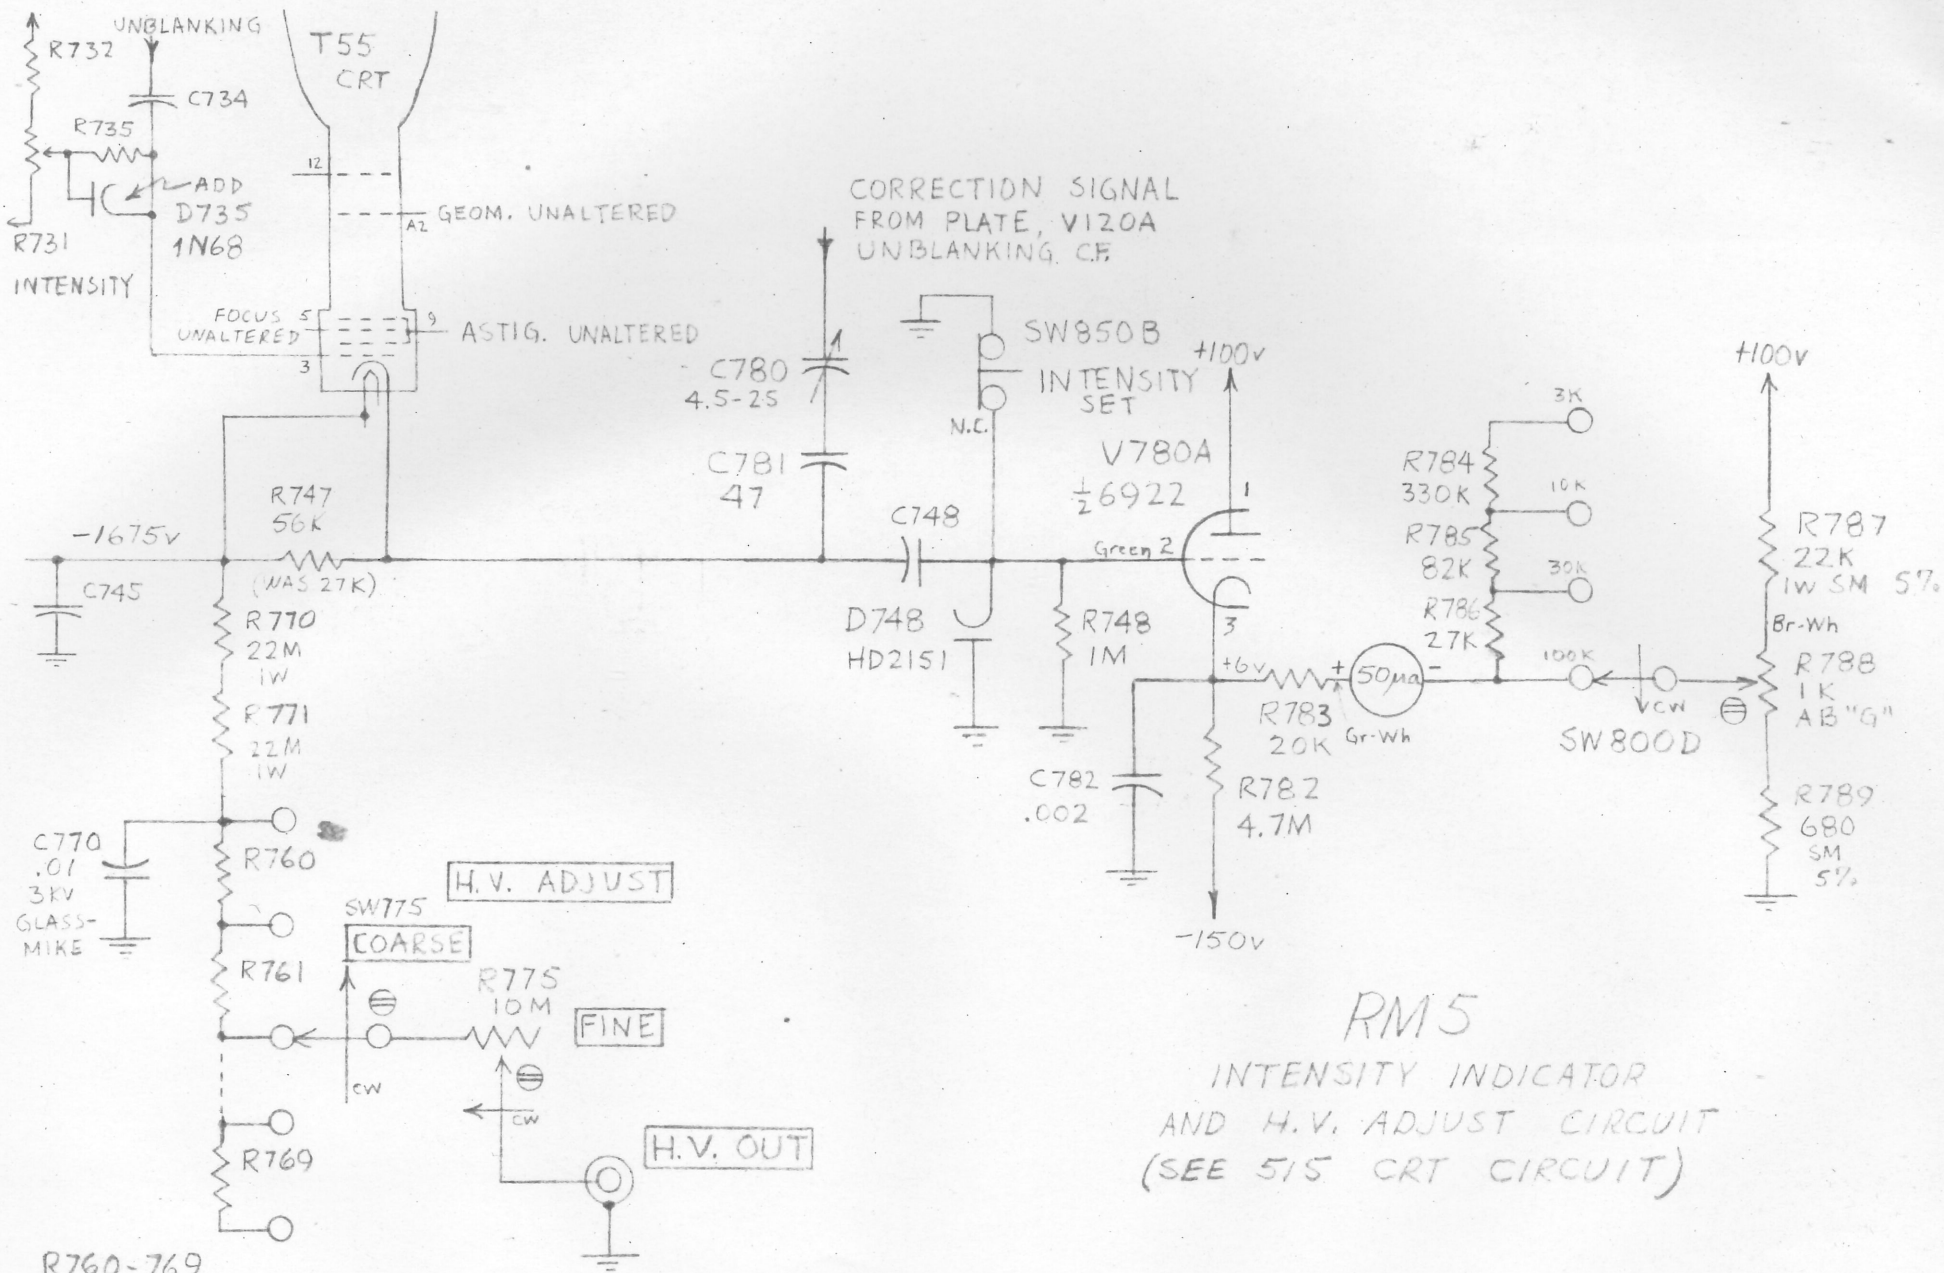 UNBLANKING
R732
C734
R735
ADD
D735
1N68
R731
INTENSITY
T55
CRT
12
A2
GEOM. UNALTERED
FOCUS
UNALTERED
5
9
ASTIG. UNALTERED
3
CORRECTION SIGNAL
FROM PLATE, V120A
UNBLANKING C.F.
C780
4.5-25
C781
47
SW850B
INTENSITY
SET
N.C.
+100v
V780A
½6922
1
Green 2
3
C748
D748
HD2151
R748
1M
+6v
R783
20K
+
50µa
-
Gr-Wh
C782
.002
R782
4.7M
-150v
3K
R784
330K
10K
R785
82K
30K
R786
27K
100K
CW
SW800D
+100v
R787
22K
1W SM 5%
Br-Wh
R788
1K
AB "G"
R789
680
SM
5%
R747
56K
(WAS 27K)
-1675v
C745
R770
22M
1W
R771
22M
1W
C770
.01
3KV
GLASS-
MIKE
R760
R761
R769
R760-769
H.V. ADJUST
SW775
COARSE
CW
R775
10M
FINE
CW
H.V. OUT
RM5
INTENSITY INDICATOR
AND H.V. ADJUST CIRCUIT
(SEE 515 CRT CIRCUIT)